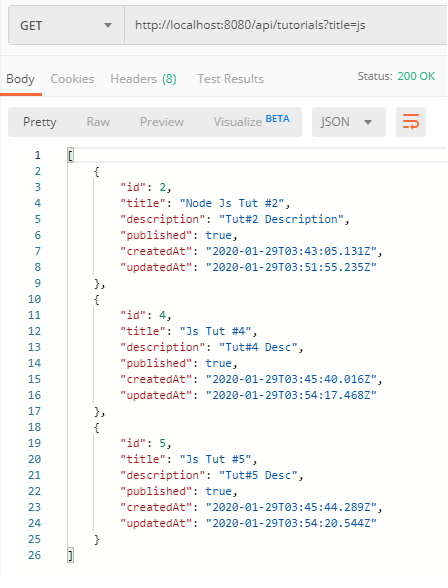 GET http://localhost:8080/api/tutorials?title=js
Body Cookies Headers (8) Test Results Status: 200 OK
Pretty Raw Preview Visualize BETA JSON
1 [
2 {
3 "id": 2,
4 "title": "Node Js Tut #2",
5 "description": "Tut#2 Description",
6 "published": true,
7 "createdAt": "2020-01-29T03:43:05.131Z",
8 "updatedAt": "2020-01-29T03:51:55.235Z"
9 },
10 {
11 "id": 4,
12 "title": "Js Tut #4",
13 "description": "Tut#4 Desc",
14 "published": true,
15 "createdAt": "2020-01-29T03:45:40.016Z",
16 "updatedAt": "2020-01-29T03:54:17.468Z"
17 },
18 {
19 "id": 5,
20 "title": "Js Tut #5",
21 "description": "Tut#5 Desc",
22 "published": true,
23 "createdAt": "2020-01-29T03:45:44.289Z",
24 "updatedAt": "2020-01-29T03:54:20.544Z"
25 }
26 ]